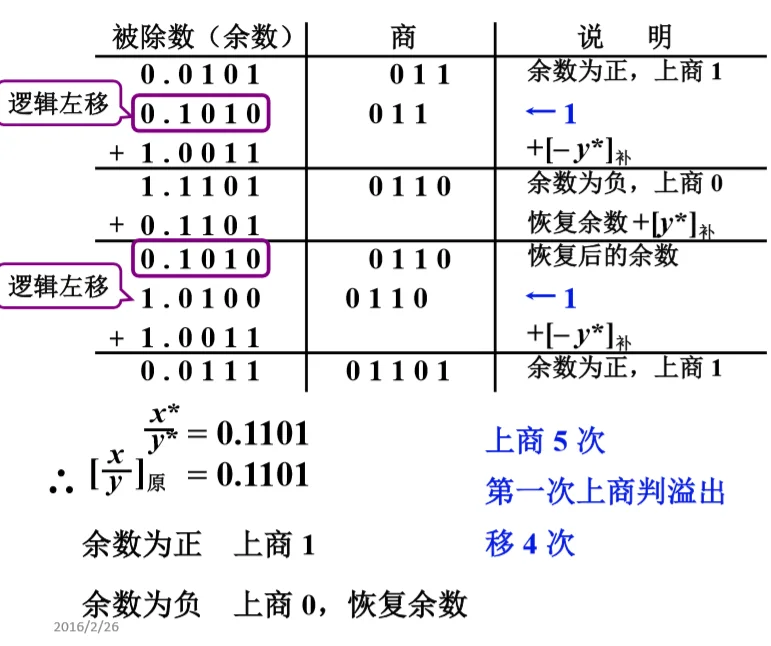 被除数（余数） 商 说 明
0.0101 011 余数为正，上商 1
逻辑左移 0.1010 011 ←1
+ 1.0011 +[– y*]补
1.1101 0110 余数为负，上商 0
+ 0.1101 恢复余数 +[y*]补
0.1010 0110 恢复后的余数
逻辑左移 1.0100 0110 ←1
+ 1.0011 +[– y*]补
0.0111 01101 余数为正，上商 1
x*/y* = 0.1101 上商 5 次
∴ [x/y]原 = 0.1101 第一次上商判溢出
余数为正 上商 1 移 4 次
余数为负 上商 0，恢复余数
2016/2/26